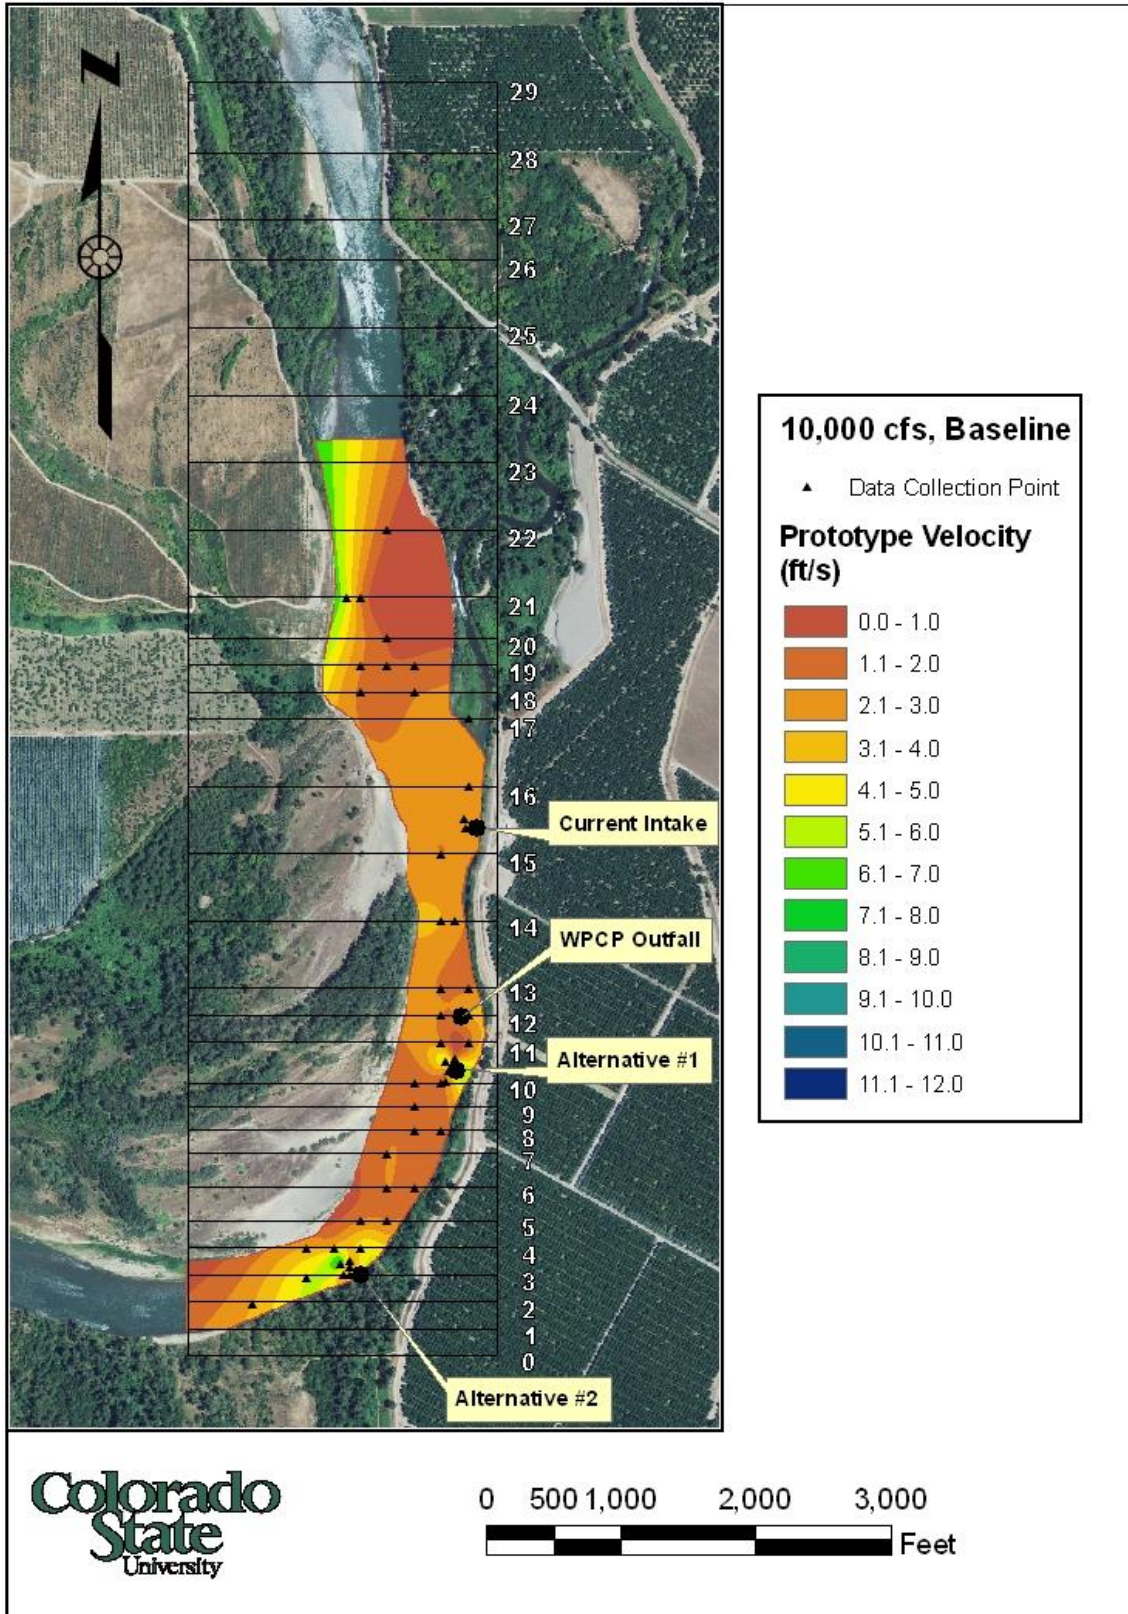 N
29
28
27
26
25
24
23
22
21
20
19
18
17
16
Current Intake
15
14
WPCP Outfall
13
12
11
Alternative #1
10
9
8
7
6
5
4
3
2
1
0
Alternative #2
10,000 cfs, Baseline
Data Collection Point
Prototype Velocity
(ft/s)
0.0 - 1.0
1.1 - 2.0
2.1 - 3.0
3.1 - 4.0
4.1 - 5.0
5.1 - 6.0
6.1 - 7.0
7.1 - 8.0
8.1 - 9.0
9.1 - 10.0
10.1 - 11.0
11.1 - 12.0
Colorado
State
University
0 500 1,000 2,000 3,000
Feet